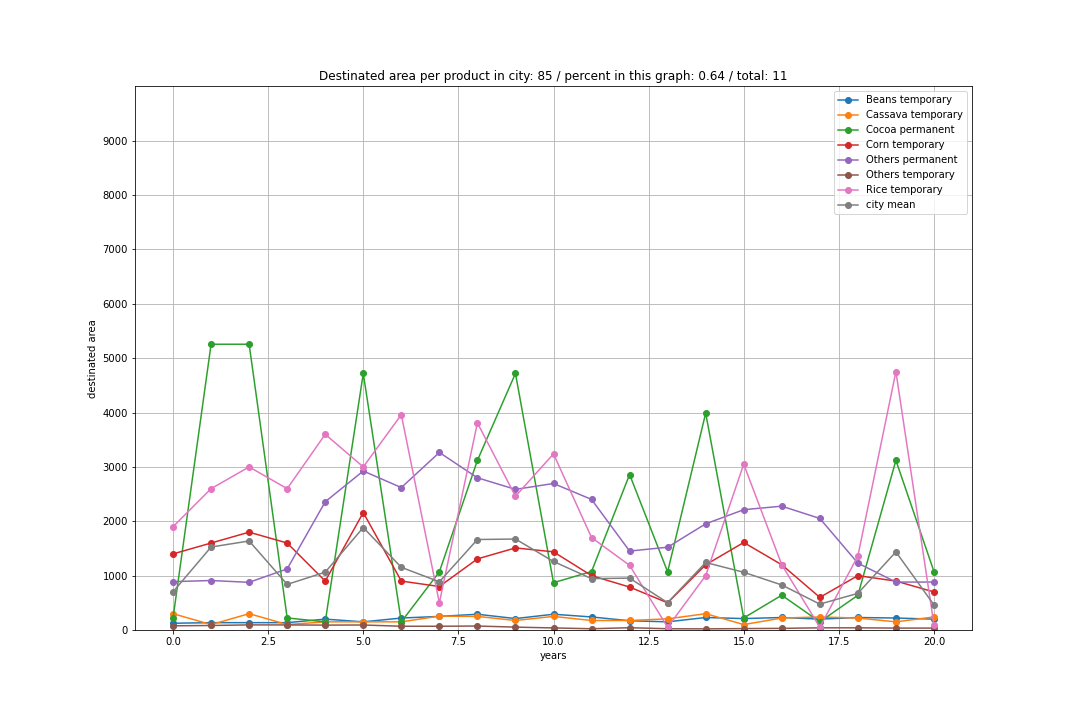 Destinated area per product in city: 85 / percent in this graph: 0.64 / total: 11
Beans temporary
Cassava temporary
Cocoa permanent
Corn temporary
Others permanent
Others temporary
Rice temporary
city mean
9000
8000
7000
6000
5000
4000
3000
2000
1000
0
destinated area
0.0 2.5 5.0 7.5 10.0 12.5 15.0 17.5 20.0
years